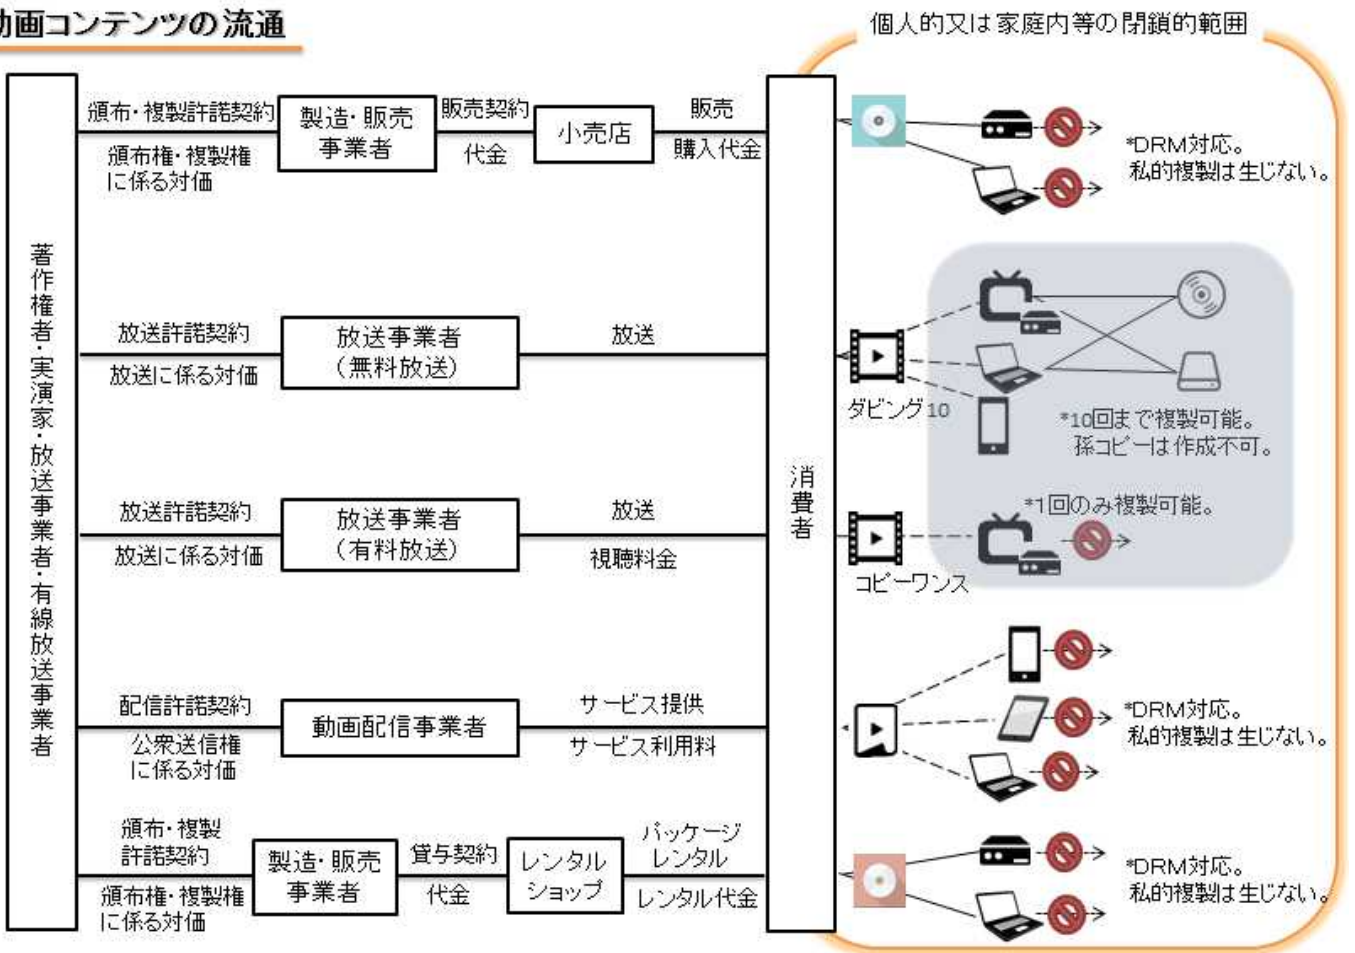 動画コンテンツの流通
個人的又は家庭内等の閉鎖的範囲
著作権者・実演家・放送事業者・有線放送事業者
頒布・複製許諾契約
頒布権・複製権
に係る対価
製造・販売
事業者
販売契約
代金
小売店
販売
購入代金
*DRM対応。
私的複製は生じない。
放送許諾契約
放送に係る対価
放送事業者
(無料放送)
放送
ダビング10
*10回まで複製可能。
孫コピーは作成不可。
放送許諾契約
放送に係る対価
放送事業者
(有料放送)
放送
視聴料金
消費者
コピーワンス
*1回のみ複製可能。
配信許諾契約
公衆送信権
に係る対価
動画配信事業者
サービス提供
サービス利用料
*DRM対応。
私的複製は生じない。
頒布・複製
許諾契約
頒布権・複製権
に係る対価
製造・販売
事業者
貸与契約
代金
レンタル
ショップ
パッケージ
レンタル
レンタル代金
*DRM対応。
私的複製は生じない。